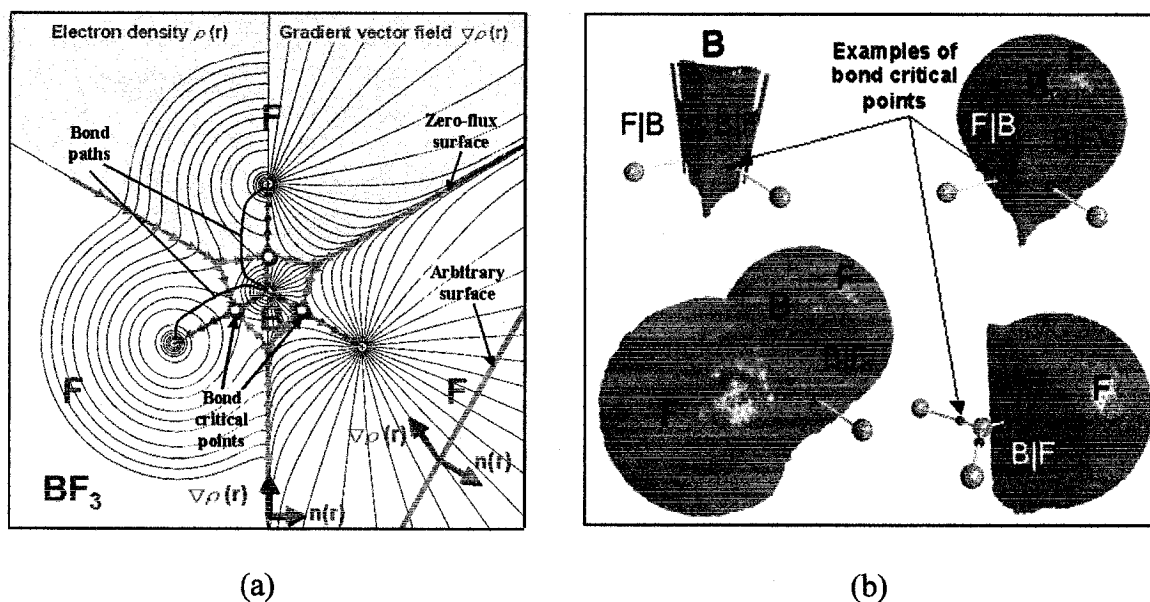 Electron density ρ(r)
Gradient vector field ∇ρ(r)
F
Bond
paths
Zero-flux
surface
Arbitrary
surface
B
F
F
Bond
critical
points
∇ρ(r)
n(r)
BF₃
∇ρ(r)
n(r)
(a)
B
Examples of
bond critical
points
F|B
F|B
F
B
F
B|F
(b)